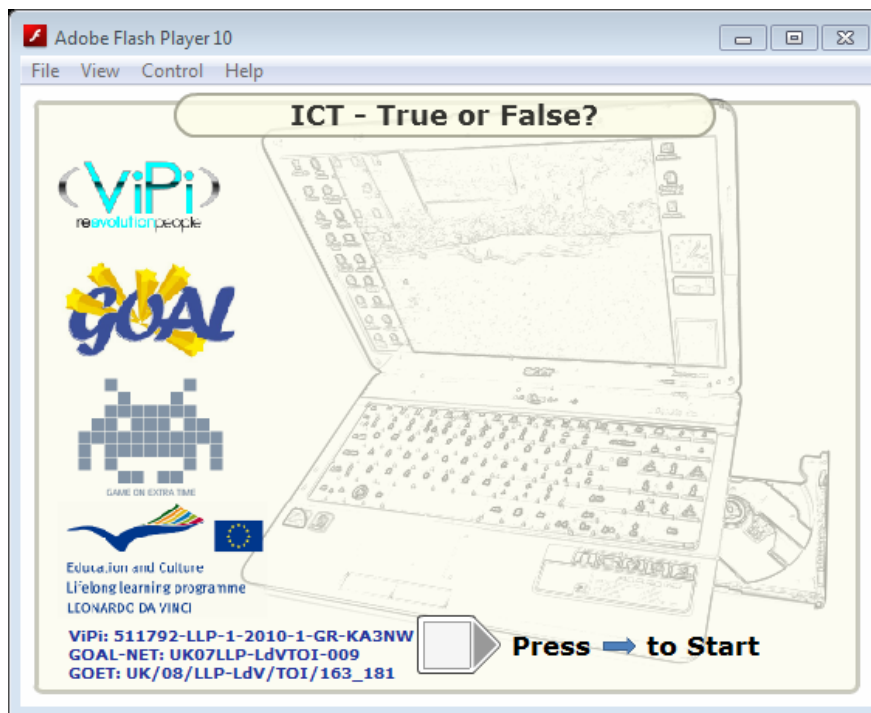 Adobe Flash Player 10
File View Control Help
ICT - True or False?
(ViPi)
reevolutionpeople
GOAL
GAME ON EXTRA TIME
Education and Culture
Lifelong learning programme
LEONARDO DA VINCI
ViPi: 511792-LLP-1-2010-1-GR-KA3NW
GOAL-NET: UK07LLP-LdVTOI-009
GOET: UK/08/LLP-LdV/TOI/163_181
Press to Start
acer